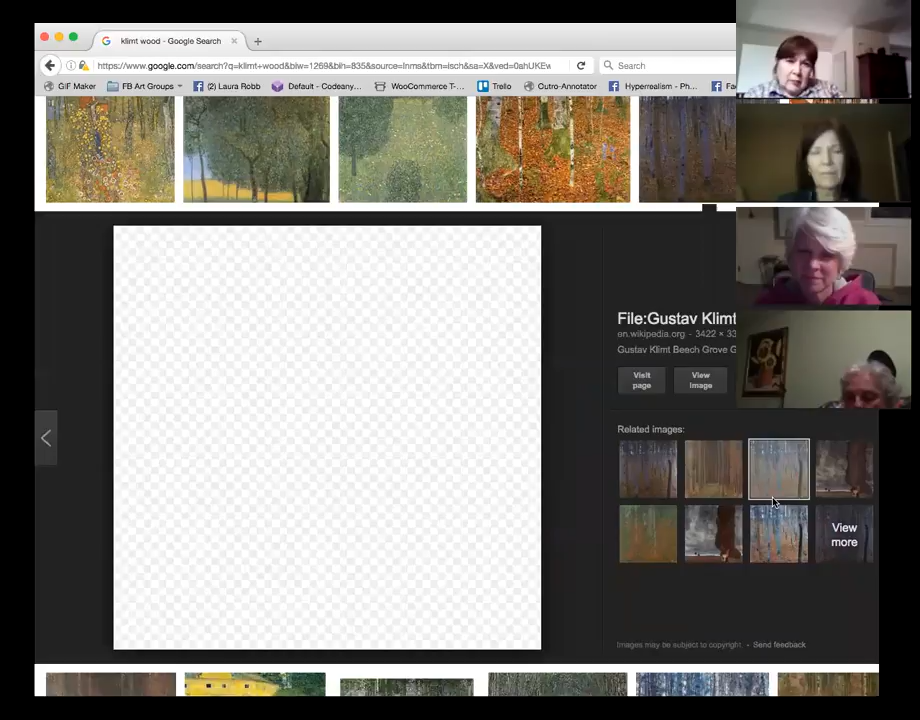 klimt wood - Google Search
https://www.google.com/search?q=klimt+wood&biw=1269&bih=835&source=lnms&tbm=isch&sa=X&ved=0ahUKEw
Search
GIF Maker
FB Art Groups
(2) Laura Robb
Default - Codeany...
WooCommerce T-...
Trello
Outro-Annotator
Hyperrealism - Ph...
File:Gustav Klimt
en.wikipedia.org - 3422 × 33
Gustav Klimt Beech Grove
Visit page
View image
Related images:
View more
Images may be subject to copyright. - Send feedback